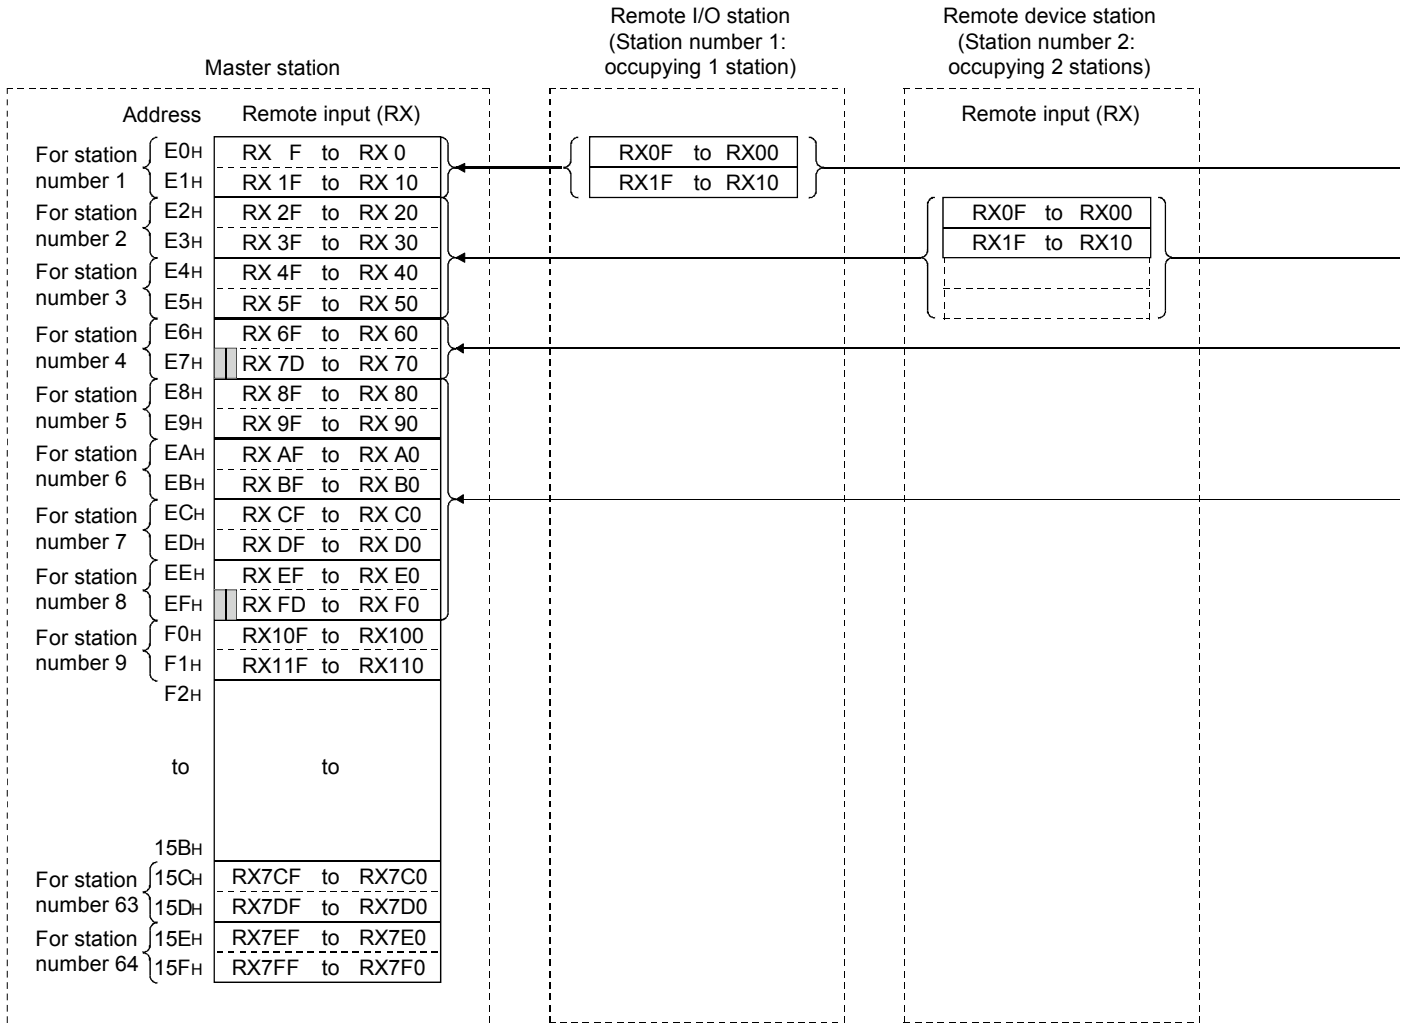 Remote I/O station
(Station number 1:
occupying 1 station)
Remote device station
(Station number 2:
occupying 2 stations)
Master station
Address Remote input (RX)
Remote input (RX)
For station number 1
E0H RX F to RX 0
E1H RX 1F to RX 10
RX0F to RX00
RX1F to RX10
For station number 2
E2H RX 2F to RX 20
E3H RX 3F to RX 30
RX0F to RX00
RX1F to RX10
For station number 3
E4H RX 4F to RX 40
E5H RX 5F to RX 50
For station number 4
E6H RX 6F to RX 60
E7H RX 7D to RX 70
For station number 5
E8H RX 8F to RX 80
E9H RX 9F to RX 90
For station number 6
EAH RX AF to RX A0
EBH RX BF to RX B0
For station number 7
ECH RX CF to RX C0
EDH RX DF to RX D0
For station number 8
EEH RX EF to RX E0
EFH RX FD to RX F0
For station number 9
F0H RX10F to RX100
F1H RX11F to RX110
F2H
to to
15BH
For station number 63
15CH RX7CF to RX7C0
15DH RX7DF to RX7D0
For station number 64
15EH RX7EF to RX7E0
15FH RX7FF to RX7F0